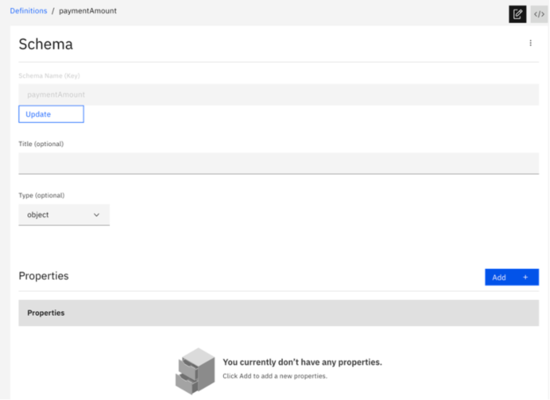 Definitions / paymentAmount
</>
Schema
Schema Name (Key)
paymentAmount
Update
Title (optional)
Type (optional)
object
Properties
Add +
Properties
You currently don't have any properties.
Click Add to add a new properties.